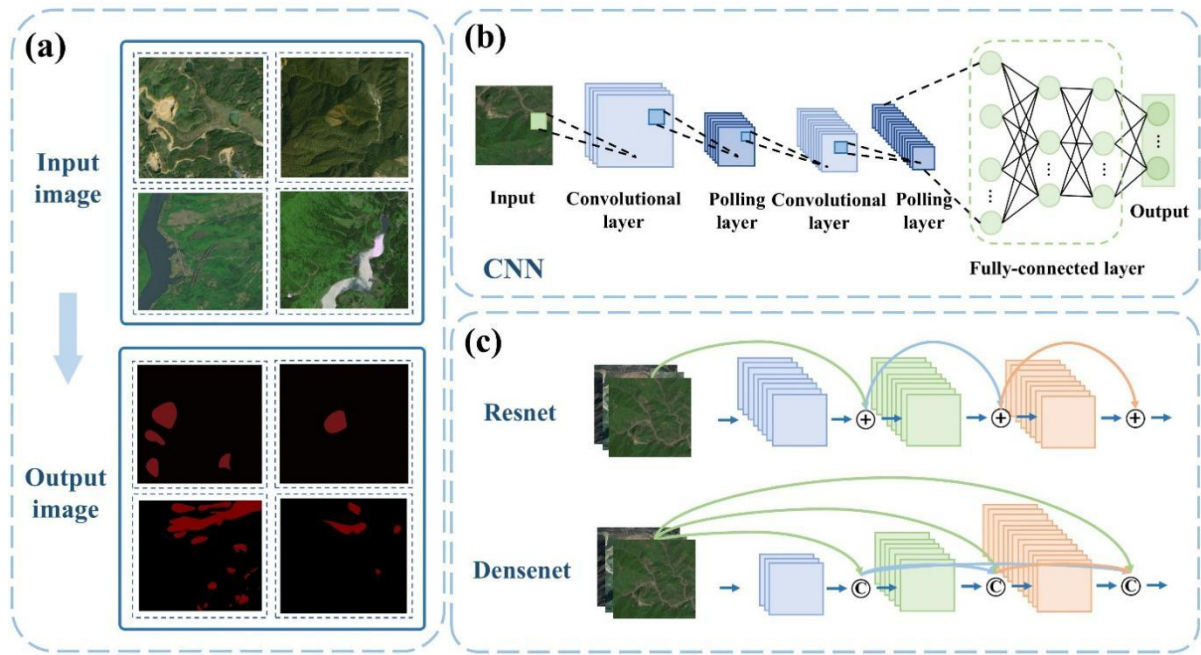 (a)
Input
image
Output
image
(b)
Input
Convolutional
layer
Polling
layer
Convolutional
layer
Polling
layer
Fully-connected layer
Output
CNN
(c)
Resnet
+
+
+
Densenet
C
C
C